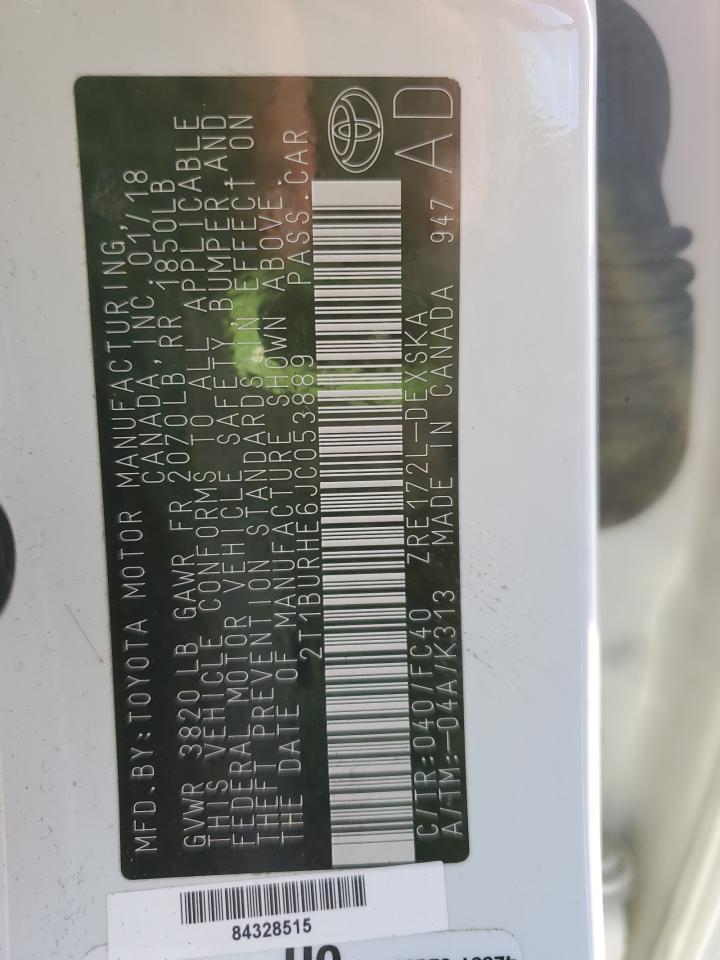 MFD.BY:TOYOTA MOTOR MANUFACTURING,
CANADA,INC. 01/18
GVWR 3820 LB GAWR FR 2070LB,RR 1850LB
THIS VEHICLE CONFORMS TO ALL APPLICABLE
FEDERAL MOTOR VEHICLE SAFETY, BUMPER,AND
THEFT PREVENTION STANDARDS IN EFFECT ON
THE DATE OF MANUFACTURE SHOWN ABOVE.
2T1BURHE6JC053889 PASS.CAR
C/TR:040/FC40 ZRE172L-DEXSKA
A/TM:-04A/K313 MADE IN CANADA 947 AD
84328515